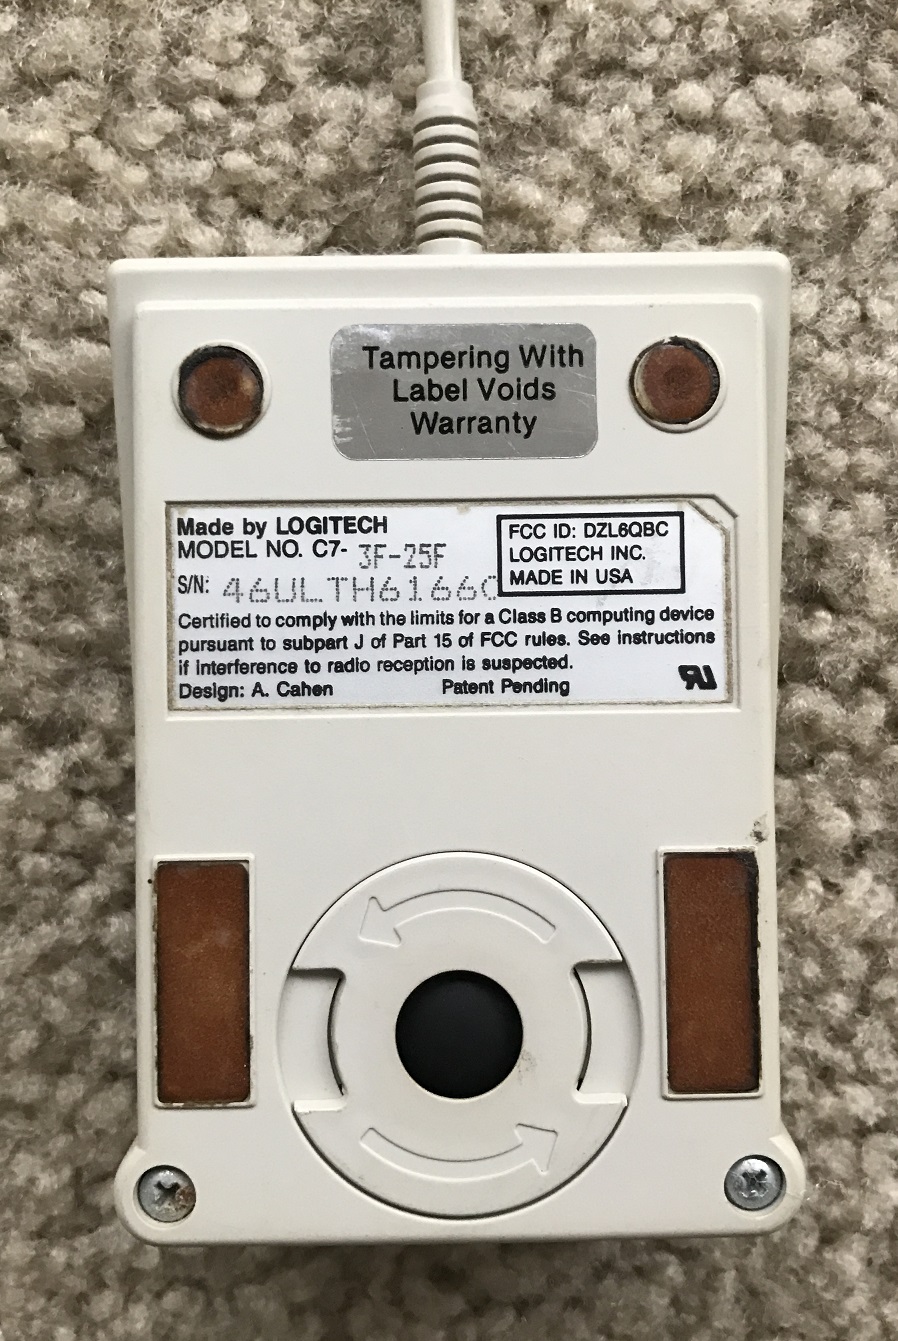 Tampering With
Label Voids
Warranty
Made by LOGITECH
MODEL NO. C7- 3F-25F
FCC ID: DZL6QBC
LOGITECH INC.
MADE IN USA
S/N:
Certified to comply with the limits for a Class B computing device
pursuant to subpart J of Part 15 of FCC rules. See instructions
if interference to radio reception is suspected.
Design: A. Cahen Patent Pending